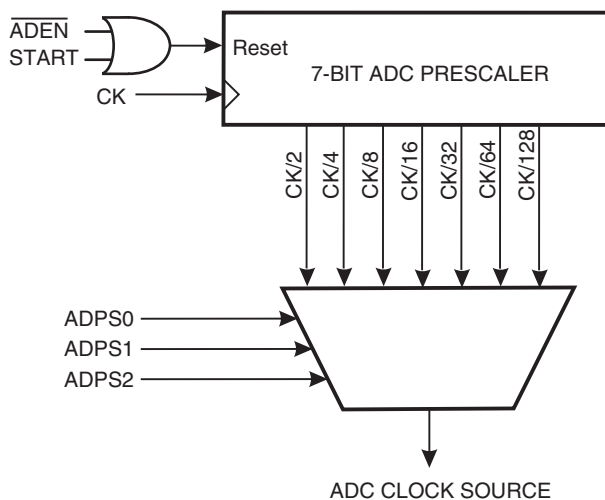 ADEN
START
Reset
7-BIT ADC PRESCALER
CK
CK/2
CK/4
CK/8
CK/16
CK/32
CK/64
CK/128
ADPS0
ADPS1
ADPS2
ADC CLOCK SOURCE